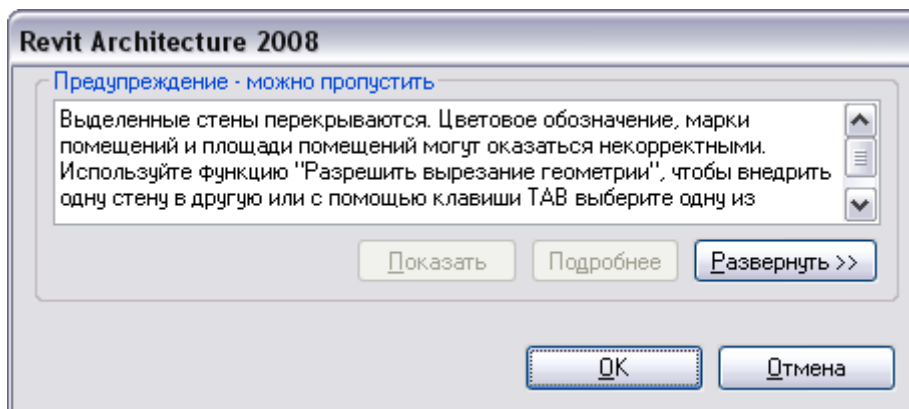 Revit Architecture 2008
Предупреждение - можно пропустить
Выделенные стены перекрываются. Цветовое обозначение, марки
помещений и площади помещений могут оказаться некорректными.
Используйте функцию "Разрешить вырезание геометрии", чтобы внедрить
одну стену в другую или с помощью клавиши TAB выберите одну из
Показать Подробнее Развернуть >>
OK Отмена